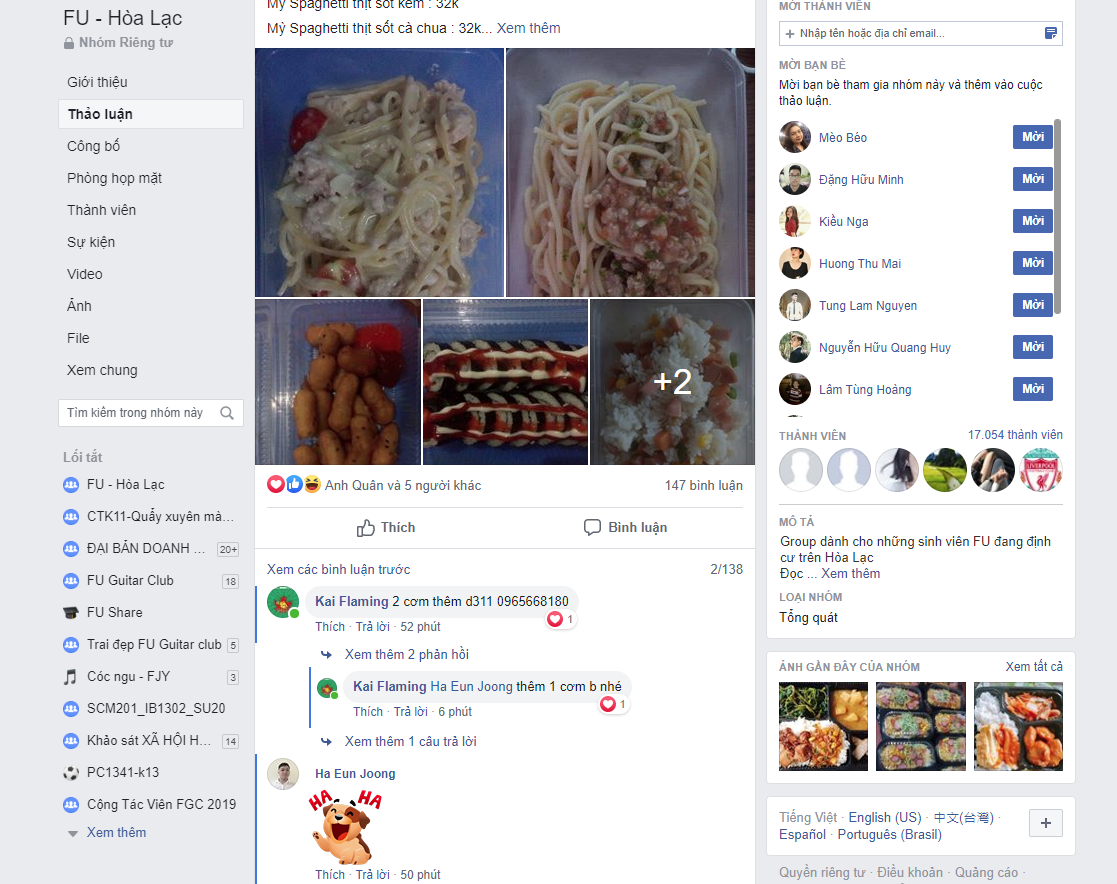 FU - Hòa Lạc
Nhóm Riêng tư
Giới thiệu
Thảo luận
Công bố
Phòng họp mặt
Thành viên
Sự kiện
Video
Ảnh
File
Xem chung
Tìm kiếm trong nhóm này
Lối tắt
FU - Hòa Lạc
CTK11-Quẩy xuyên mà...
ĐẠI BẢN DOANH ... 20+
FU Guitar Club 18
FU Share
Trai đẹp FU Guitar club 5
Cóc ngu - FJY 3
SCM201_IB1302_SU20
Khảo sát XÃ HỘI H... 14
PC1341-k13
Cộng Tác Viên FGC 2019
Xem thêm
Mỳ Spaghetti thịt sốt kem : 32k
Mỳ Spaghetti thịt sốt cà chua : 32k... Xem thêm
+2
Anh Quân và 5 người khác 147 bình luận
Thích Bình luận
Xem các bình luận trước 2/138
Kai Flaming 2 cơm thêm d311 0965668180
1
Thích · Trả lời · 52 phút
Xem thêm 2 phản hồi
Kai Flaming Ha Eun Joong thêm 1 cơm b nhé
1
Thích · Trả lời · 6 phút
Xem thêm 1 câu trả lời
Ha Eun Joong
HA HA
Thích · Trả lời · 50 phút
MỜI THÀNH VIÊN
+ Nhập tên hoặc địa chỉ email...
MỜI BẠN BÈ
Mời bạn bè tham gia nhóm này và thêm vào cuộc
thảo luận.
Mèo Béo Mời
Đặng Hữu Minh Mời
Kiều Nga Mời
Huong Thu Mai Mời
Tung Lam Nguyen Mời
Nguyễn Hữu Quang Huy Mời
Lâm Tùng Hoàng Mời
THÀNH VIÊN 17.054 thành viên
LIVERPOOL
MÔ TẢ
Group dành cho những sinh viên FU đang định
cư trên Hòa Lạc
Đọc ... Xem thêm
LOẠI NHÓM
Tổng quát
ẢNH GẦN ĐÂY CỦA NHÓM Xem tất cả
Tiếng Việt · English (US) · 中文(台灣) ·
Español · Português (Brasil)
+
Quyền riêng tư · Điều khoản · Quảng cáo ·